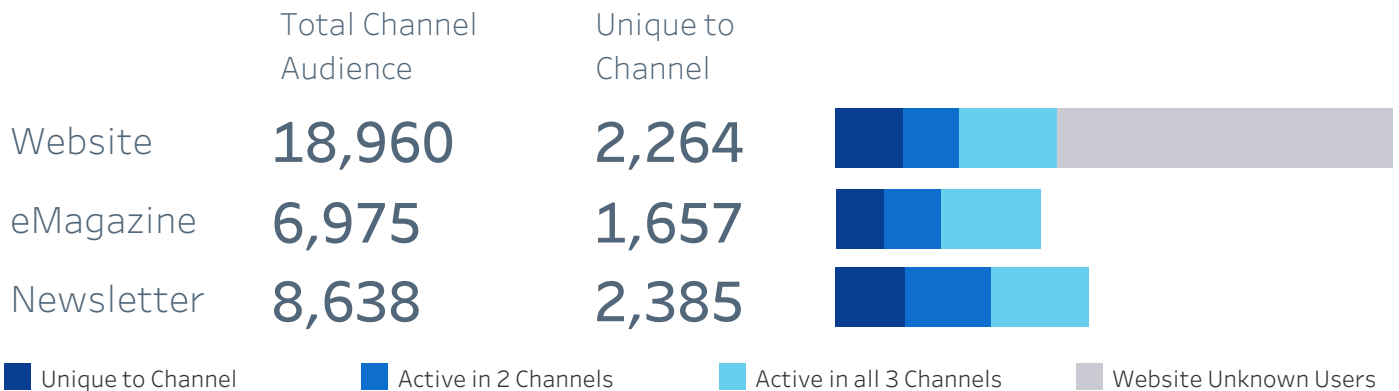 Total Channel Audience
Unique to Channel
Website 18,960 2,264
eMagazine 6,975 1,657
Newsletter 8,638 2,385
Unique to Channel Active in 2 Channels Active in all 3 Channels Website Unknown Users